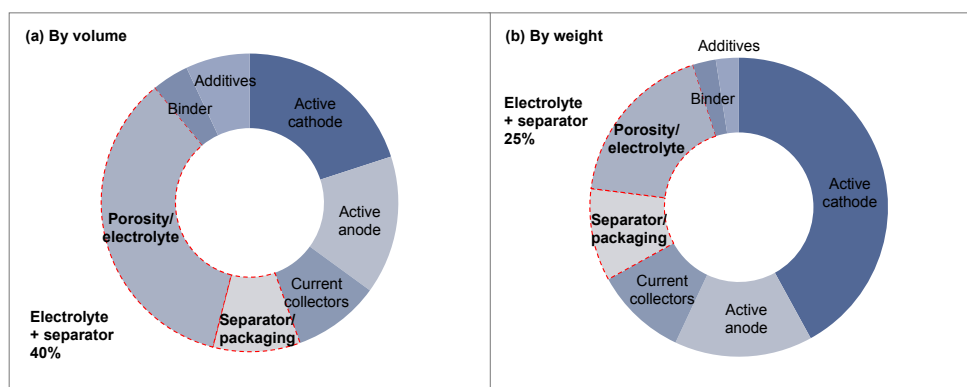 (a) By volume
Additives
Binder
Active
cathode
Active
anode
Current
collectors
Separator/
packaging
Porosity/
electrolyte
Electrolyte
+ separator
40%
(b) By weight
Additives
Binder
Electrolyte
+ separator
25%
Porosity/
electrolyte
Active
cathode
Separator/
packaging
Current
collectors
Active
anode